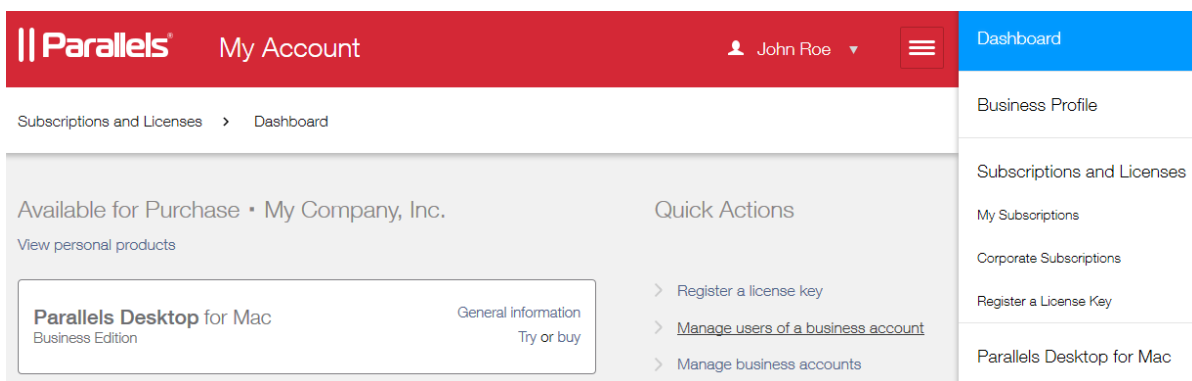 || Parallels® My Account John Roe ▼
Subscriptions and Licenses > Dashboard
Available for Purchase • My Company, Inc.
View personal products
Parallels Desktop for Mac
Business Edition
General information
Try or buy
Quick Actions
> Register a license key
> Manage users of a business account
> Manage business accounts
Dashboard
Business Profile
Subscriptions and Licenses
My Subscriptions
Corporate Subscriptions
Register a License Key
Parallels Desktop for Mac